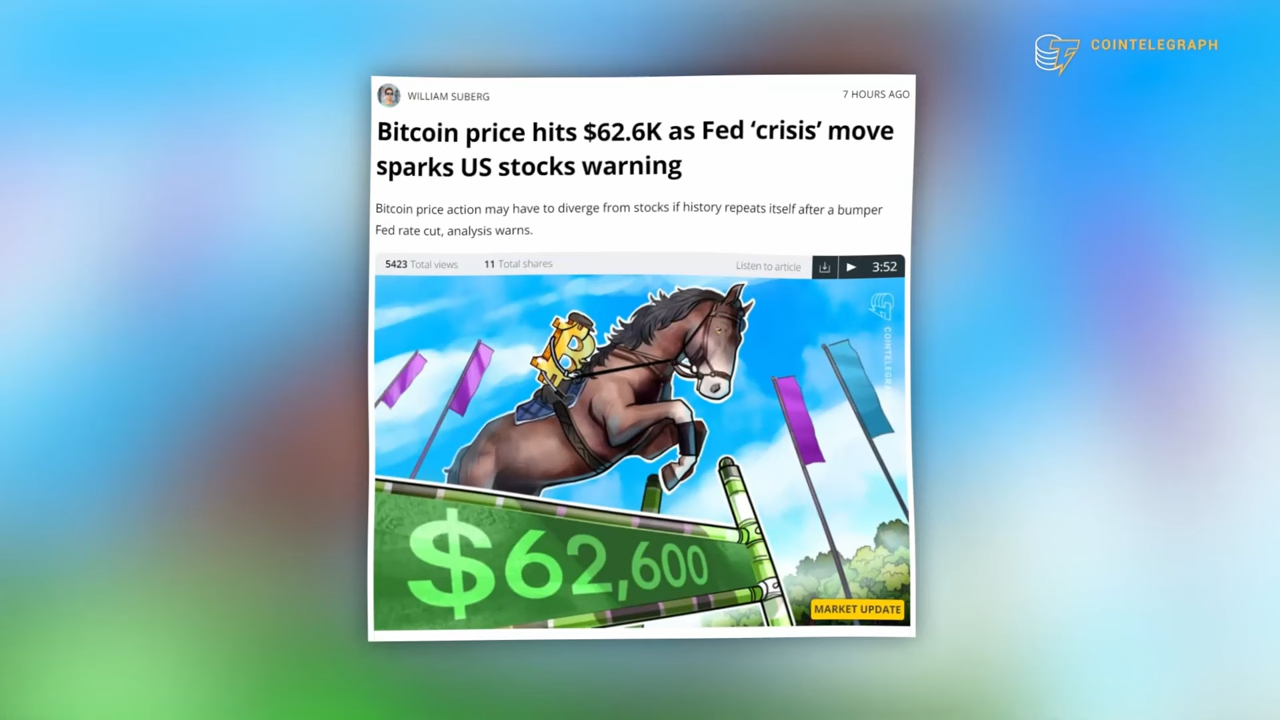 COINTELEGRAPH
WILLIAM SUBERG
7 HOURS AGO
Bitcoin price hits $62.6K as Fed ‘crisis’ move
sparks US stocks warning
Bitcoin price action may have to diverge from stocks if history repeats itself after a bumper
Fed rate cut, analysis warns.
5423 Total views 11 Total shares Listen to article 3:52
$62,600
MARKET UPDATE